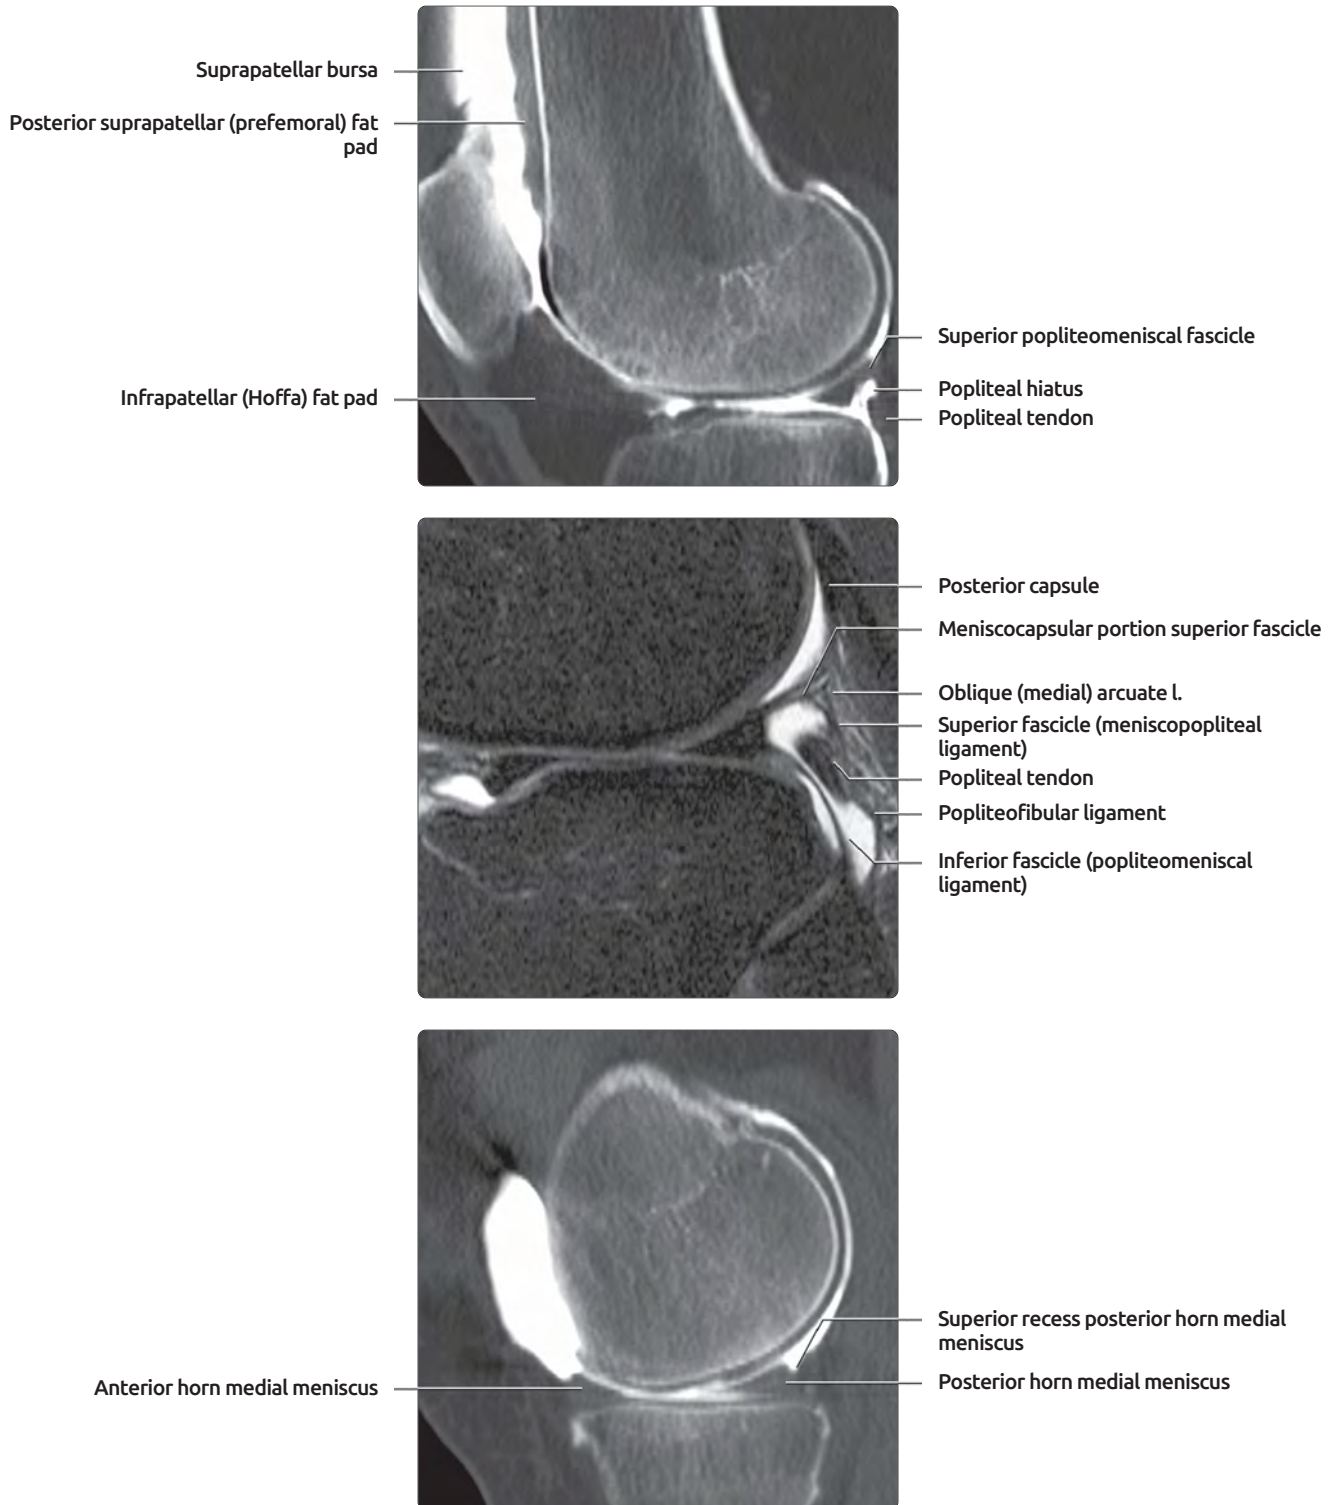 Suprapatellar bursa
Posterior suprapatellar (prefemoral) fat
pad
Infrapatellar (Hoffa) fat pad
Superior popliteomeniscal fascicle
Popliteal hiatus
Popliteal tendon
Posterior capsule
Meniscocapsular portion superior fascicle
Oblique (medial) arcuate l.
Superior fascicle (meniscopopliteal
ligament)
Popliteal tendon
Popliteofibular ligament
Inferior fascicle (popliteomeniscal
ligament)
Anterior horn medial meniscus
Superior recess posterior horn medial
meniscus
Posterior horn medial meniscus